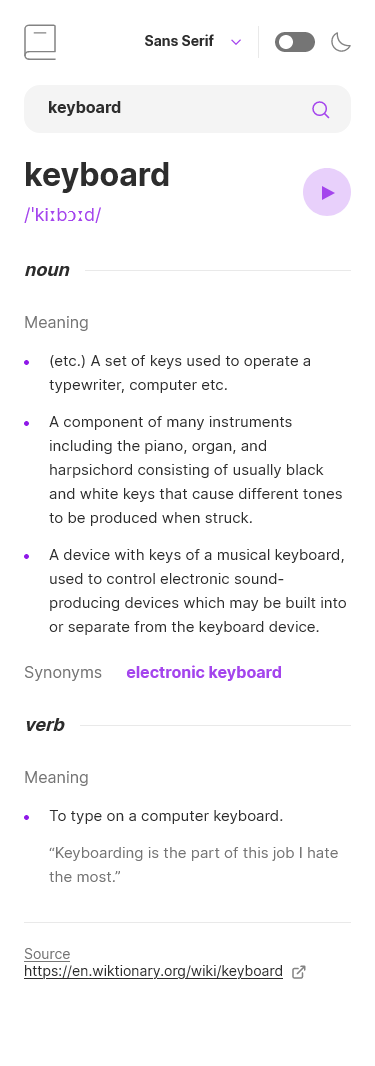 Sans Serif
keyboard
keyboard
/ˈkiːbɔːd/
noun
Meaning
(etc.) A set of keys used to operate a
typewriter, computer etc.
A component of many instruments
including the piano, organ, and
harpsichord consisting of usually black
and white keys that cause different tones
to be produced when struck.
A device with keys of a musical keyboard,
used to control electronic sound-
producing devices which may be built into
or separate from the keyboard device.
Synonyms electronic keyboard
verb
Meaning
To type on a computer keyboard.
“Keyboarding is the part of this job I hate
the most.”
Source
https://en.wiktionary.org/wiki/keyboard